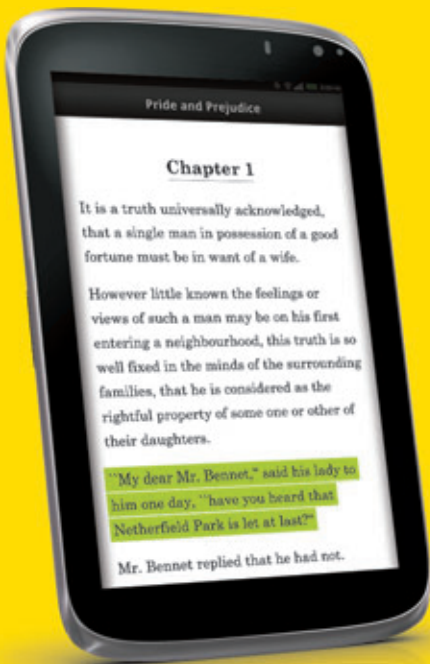 Pride and Prejudice
Chapter 1
It is a truth universally acknowledged,
that a single man in possession of a good
fortune must be in want of a wife.
However little known the feelings or
views of such a man may be on his first
entering a neighbourhood, this truth is so
well fixed in the minds of the surrounding
families, that he is considered as the
rightful property of some one or other of
their daughters.
``My dear Mr. Bennet," said his lady to
him one day, ``have you heard that
Netherfield Park is let at last?"
Mr. Bennet replied that he had not.